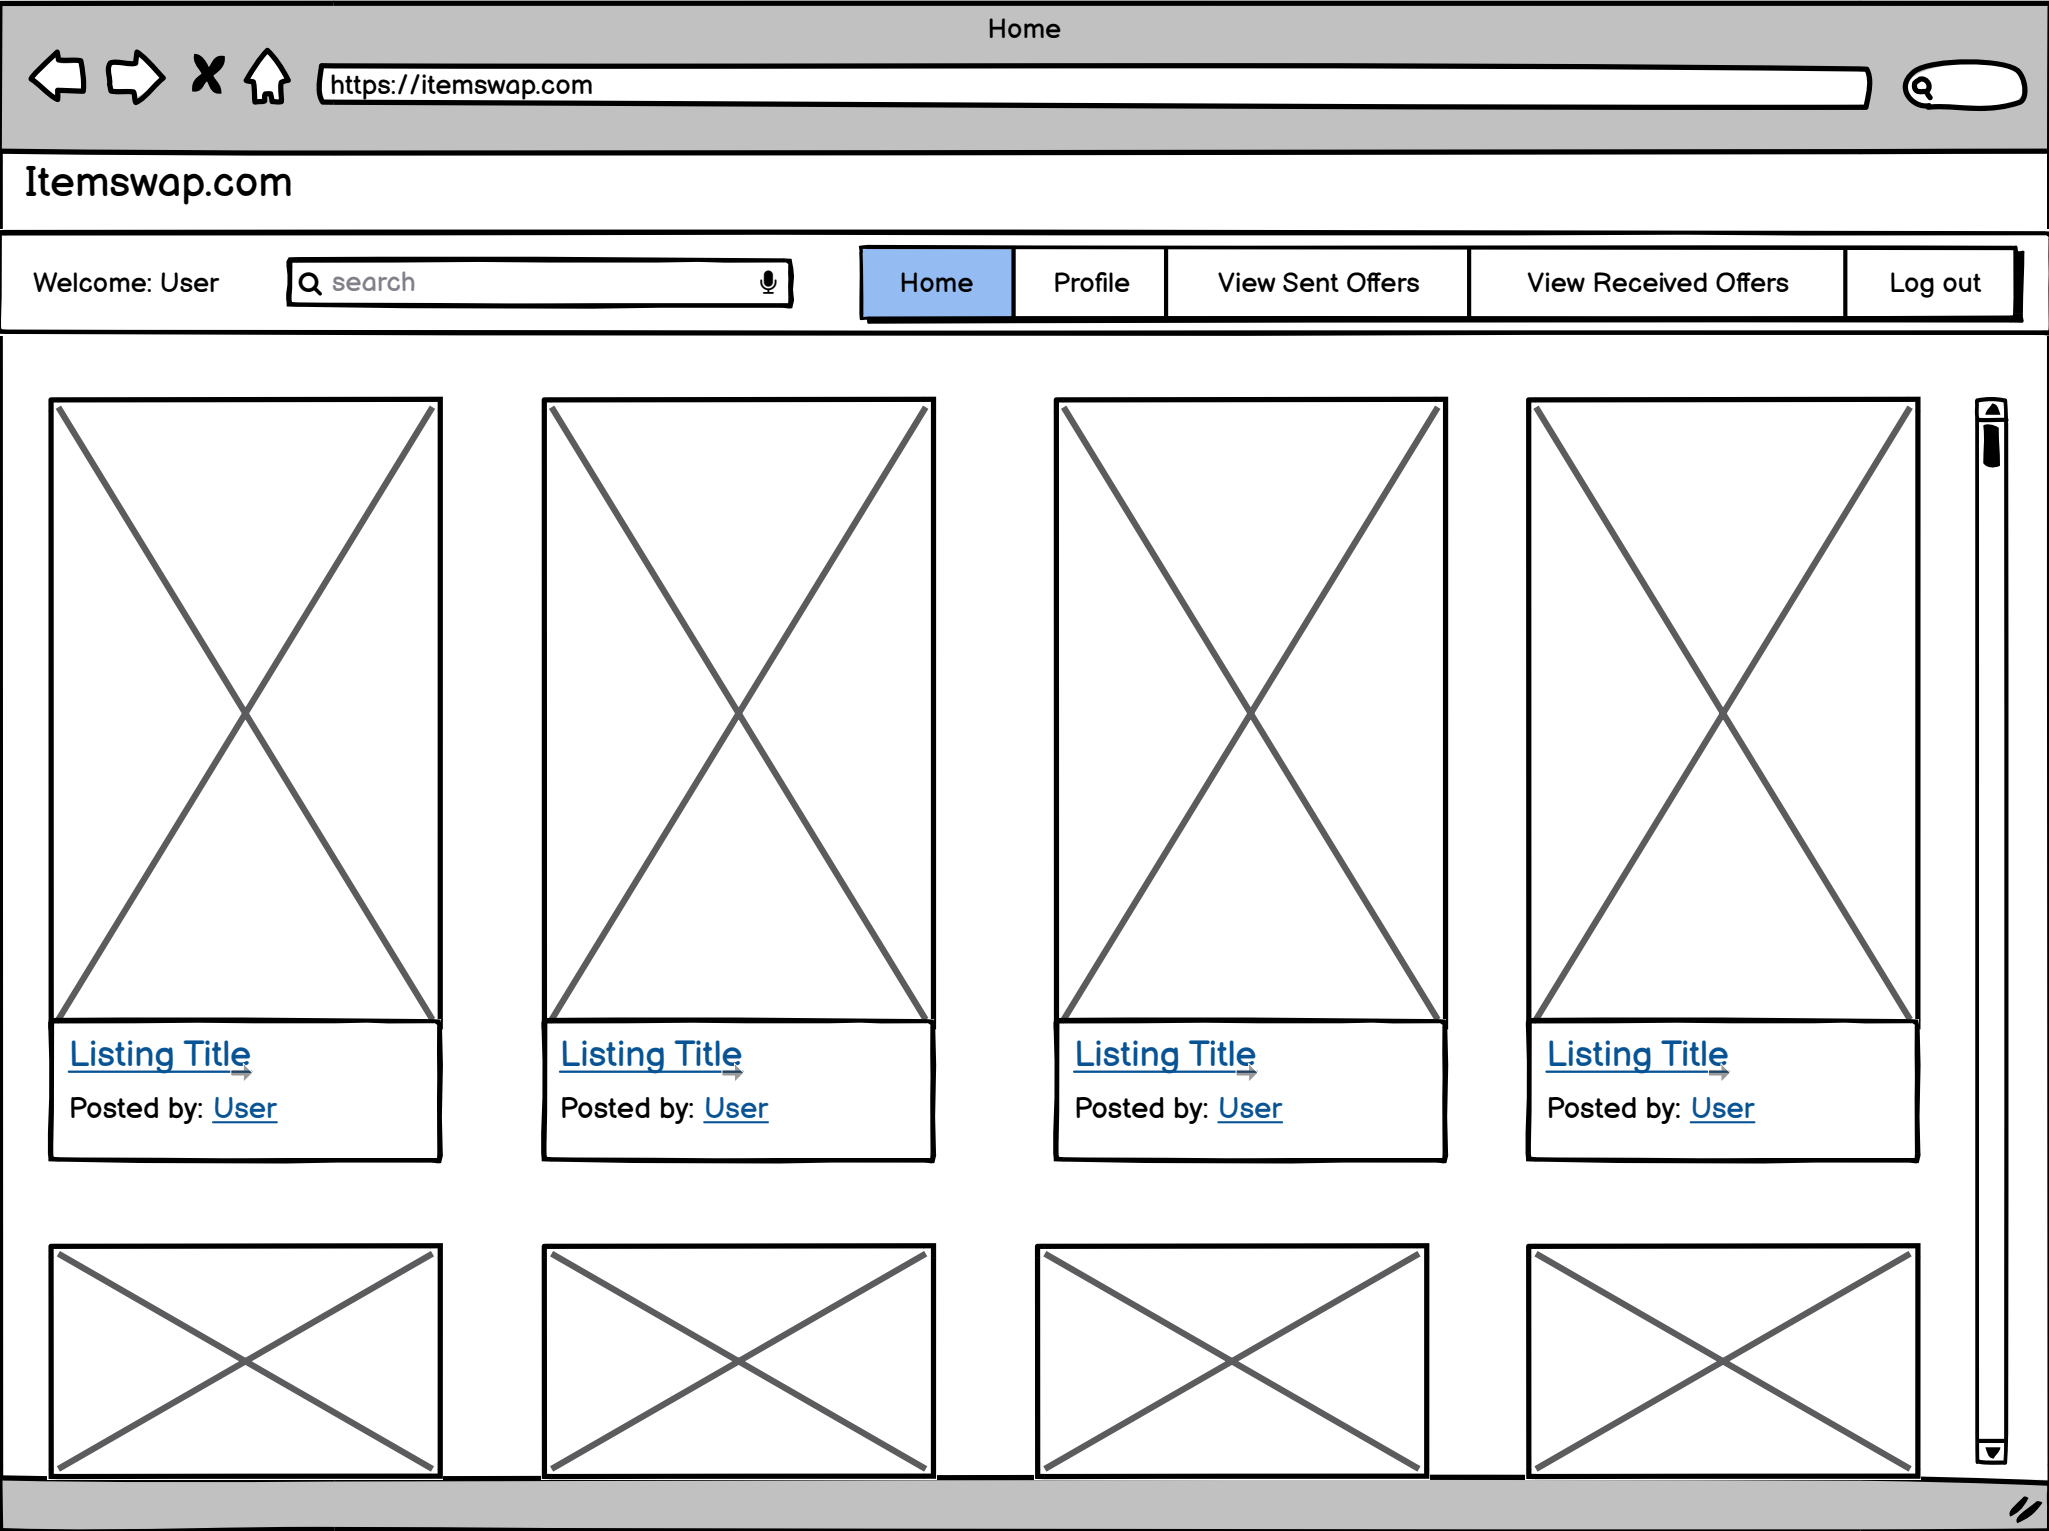 Home
https://itemswap.com
Itemswap.com
Welcome: User
search
Home Profile View Sent Offers View Received Offers Log out
Listing Title Listing Title Listing Title Listing Title
Posted by: User Posted by: User Posted by: User Posted by: User